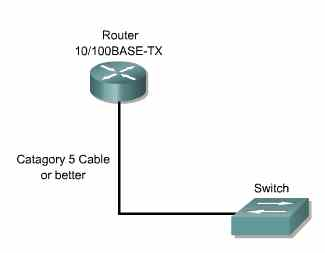 Router
10/100BASE-TX
Catagory 5 Cable
or better
Switch